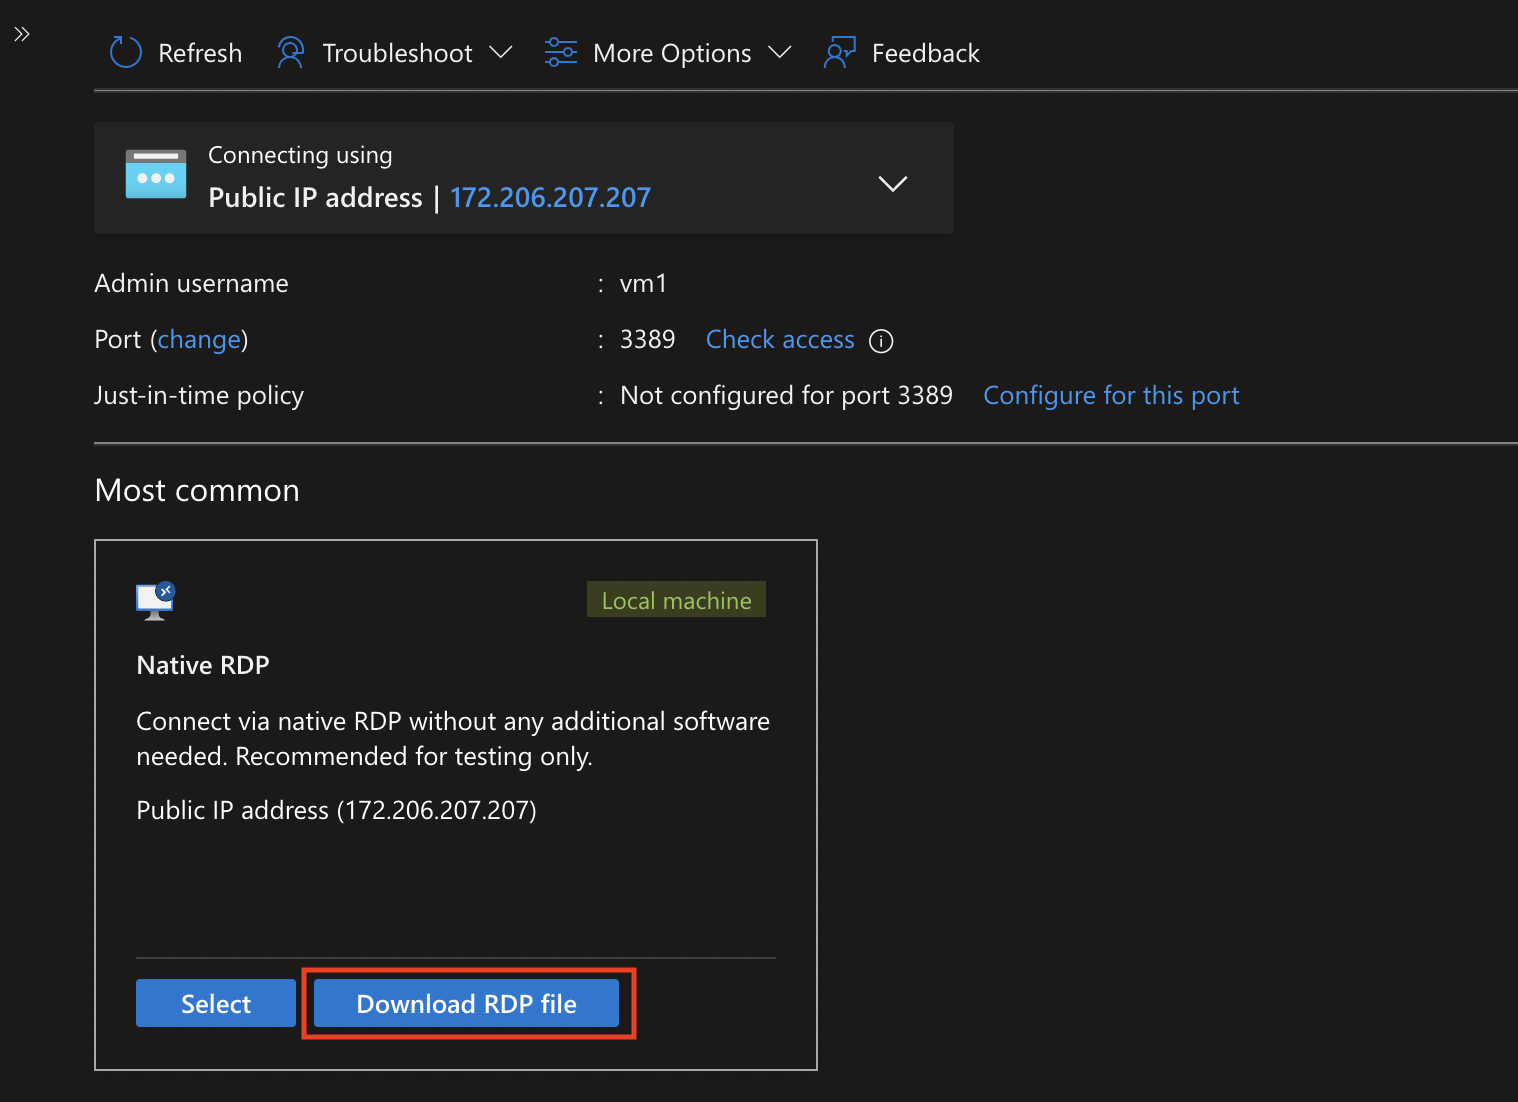 Refresh Troubleshoot More Options Feedback
Connecting using
Public IP address | 172.206.207.207
Admin username : vm1
Port (change) : 3389 Check access
Just-in-time policy : Not configured for port 3389 Configure for this port
Most common
Local machine
Native RDP
Connect via native RDP without any additional software
needed. Recommended for testing only.
Public IP address (172.206.207.207)
Select Download RDP file